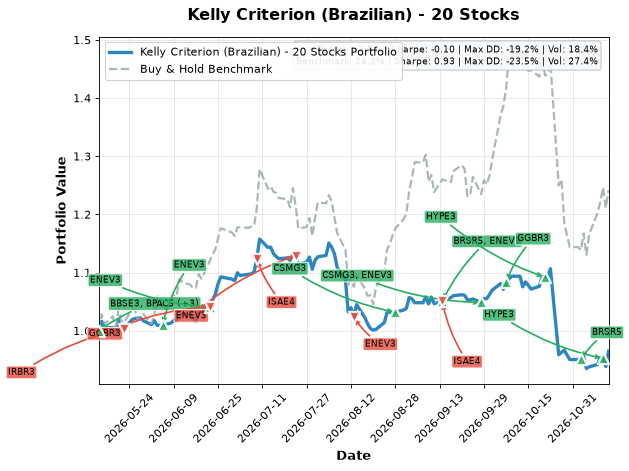 Kelly Criterion (Brazilian) - 20 Stocks
Kelly Criterion (Brazilian) - 20 Stocks Portfolio
Buy & Hold Benchmark
Sharpe: -0.10 | Max DD: -19.2% | Vol: 18.4%
Benchmark: 24.2% | Sharpe: 0.93 | Max DD: -23.5% | Vol: 27.4%
Portfolio Value
1.5
1.4
1.3
1.2
1.1
1.0
HYPE3
BRSR5, ENEV3
GGBR3
ENEV3
CSMG3
CSMG3, ENEV3
ENEV3
BBSE3, BPAC5 (+3)
ISAE4
ENEV3
HYPE3
GGBR3
BRSR5
ENEV3
ISAE4
IRBR3
2026-05-24
2026-06-09
2026-06-25
2026-07-11
2026-07-27
2026-08-12
2026-08-28
2026-09-13
2026-09-29
2026-10-15
2026-10-31
Date